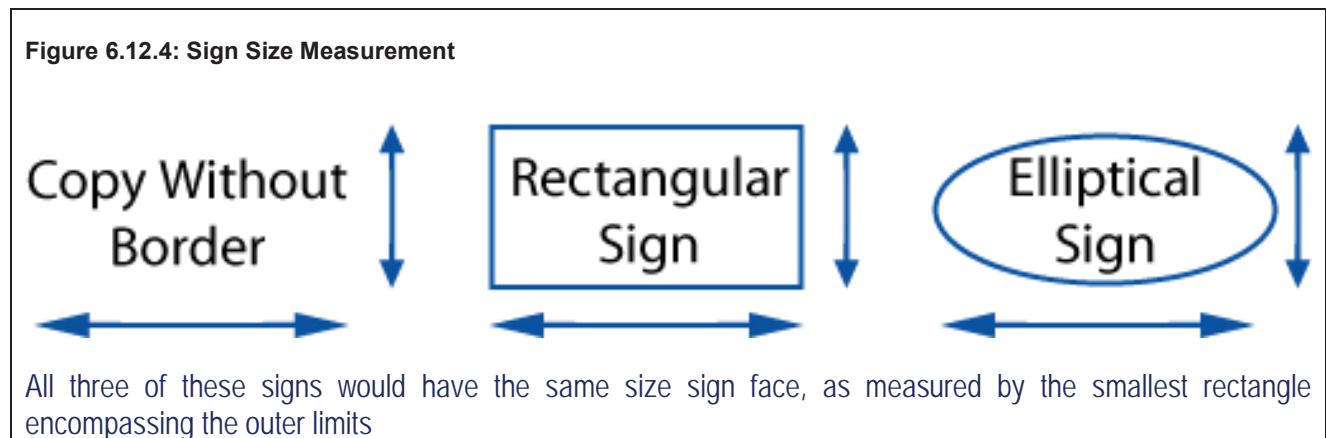 Figure 6.12.4: Sign Size Measurement
Copy Without
Border
Rectangular
Sign
Elliptical
Sign
All three of these signs would have the same size sign face, as measured by the smallest rectangle
encompassing the outer limits